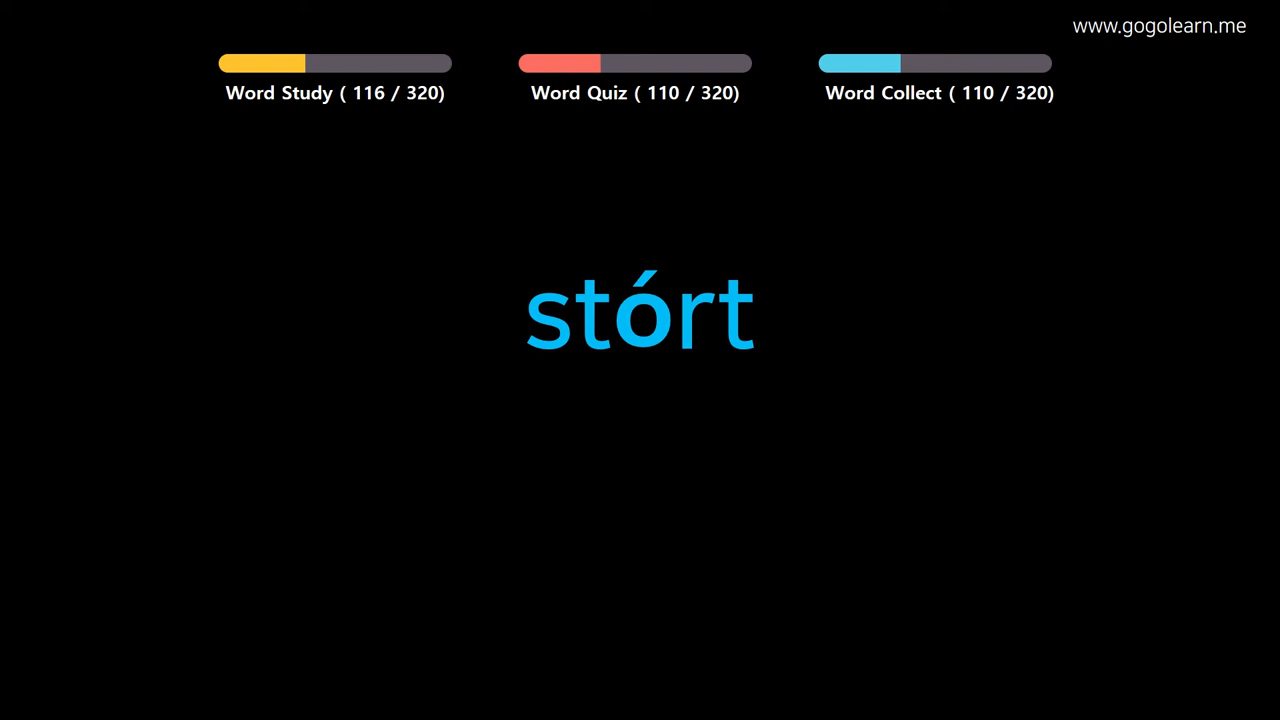 www.gogolearn.me
Word Study ( 116 / 320)
Word Quiz ( 110 / 320)
Word Collect ( 110 / 320)
stórt